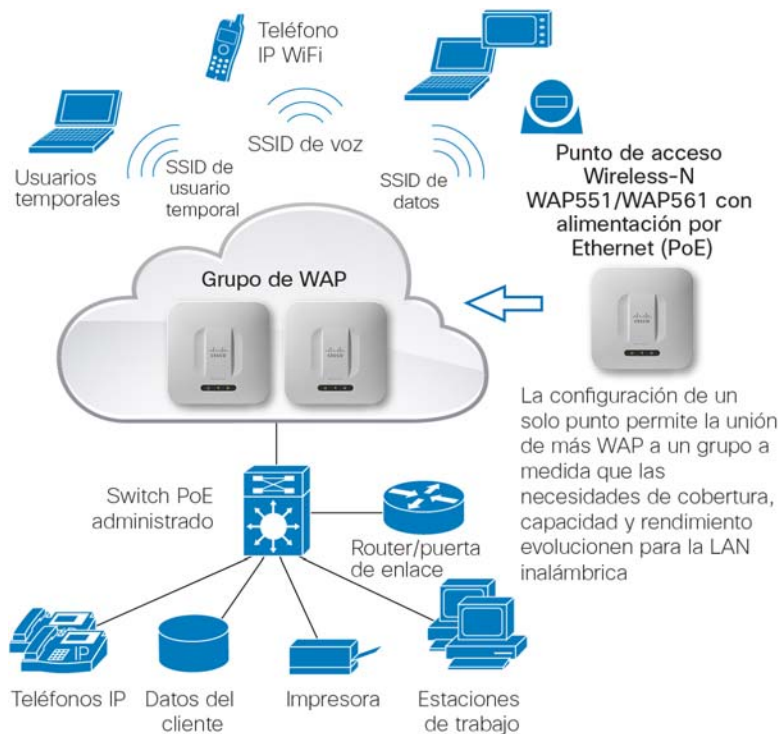 Teléfono
IP WiFi
SSID de voz
Usuarios
temporales
SSID de
usuario
temporal
SSID de
datos
Punto de acceso
Wireless-N
WAP551/WAP561 con
alimentación por
Ethernet (PoE)
Grupo de WAP
La configuración de un
solo punto permite la unión
de más WAP a un grupo a
medida que las
necesidades de cobertura,
capacidad y rendimiento
evolucionen para la LAN
inalámbrica
Switch PoE
administrado
Router/puerta
de enlace
IP
Teléfonos IP
Datos del
cliente
Impresora
Estaciones
de trabajo